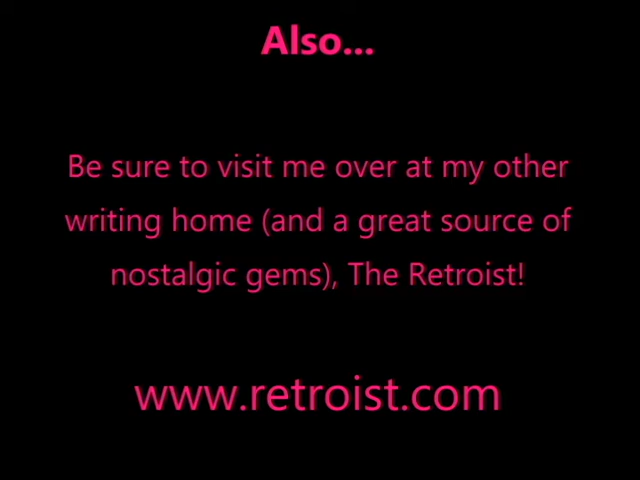 Also...
Be sure to visit me over at my other
writing home (and a great source of
nostalgic gems), The Retroist!
www.retroist.com